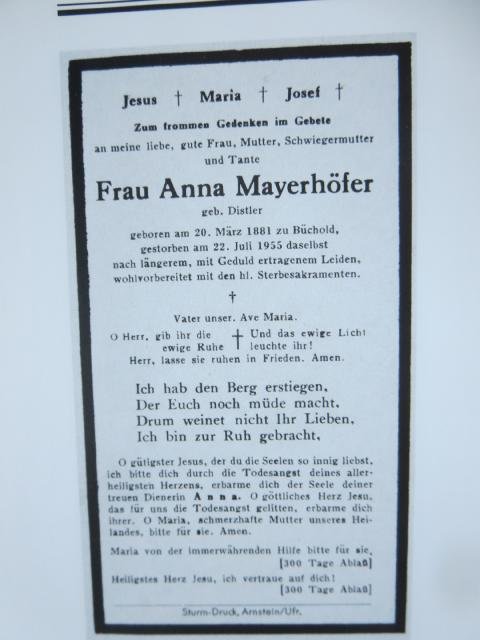 Jesus † Maria † Josef †
Zum frommen Gedenken im Gebete
an meine liebe, gute Frau, Mutter, Schwiegermutter
und Tante
Frau Anna Mayerhöfer
geb. Distler
geboren am 20. März 1881 zu Büchold,
gestorben am 22. Juli 1955 daselbst
nach längerem, mit Geduld ertragenem Leiden,
wohlvorbereitet mit den hl. Sterbesakramenten.
†
Vater unser. Ave Maria.
O Herr, gib ihr die † Und das ewige Licht
ewige Ruhe leuchte ihr!
Herr, lasse sie ruhen in Frieden. Amen.
Ich hab den Berg erstiegen,
Der Euch noch müde macht.
Drum weinet nicht Ihr Lieben,
Ich bin zur Ruh gebracht.
O gütigster Jesus, der du die Seelen so innig liebst,
ich bitte dich durch die Todesangst deines aller-
heiligsten Herzens, erbarme dich der Seele deiner
treuen Dienerin Anna. O göttliches Herz Jesu,
das für uns die Todesangst gelitten, erbarme dich
ihrer. O Maria, schmerzhafte Mutter unseres Hei-
landes, bitte für sie. Amen.
Maria von der immerwährenden Hilfe bitte für sie.
[300 Tage Ablaß]
Heiligstes Herz Jesu, ich vertraue auf dich!
[300 Tage Ablaß]
Sturm-Druck, Arnstein/Ufr.